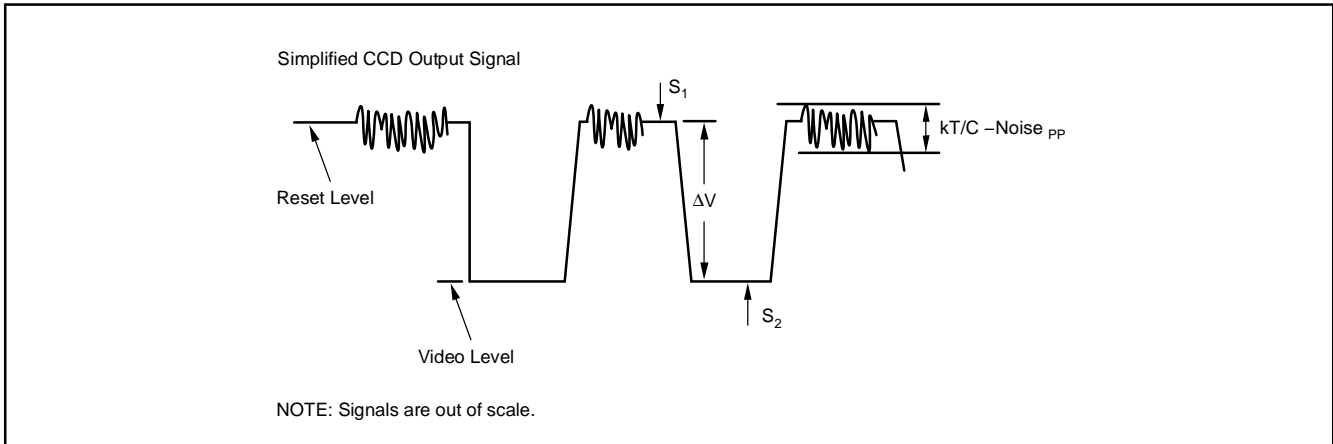 Simplified CCD Output Signal
S1
kT/C –Noise PP
Reset Level
ΔV
S2
Video Level
NOTE: Signals are out of scale.